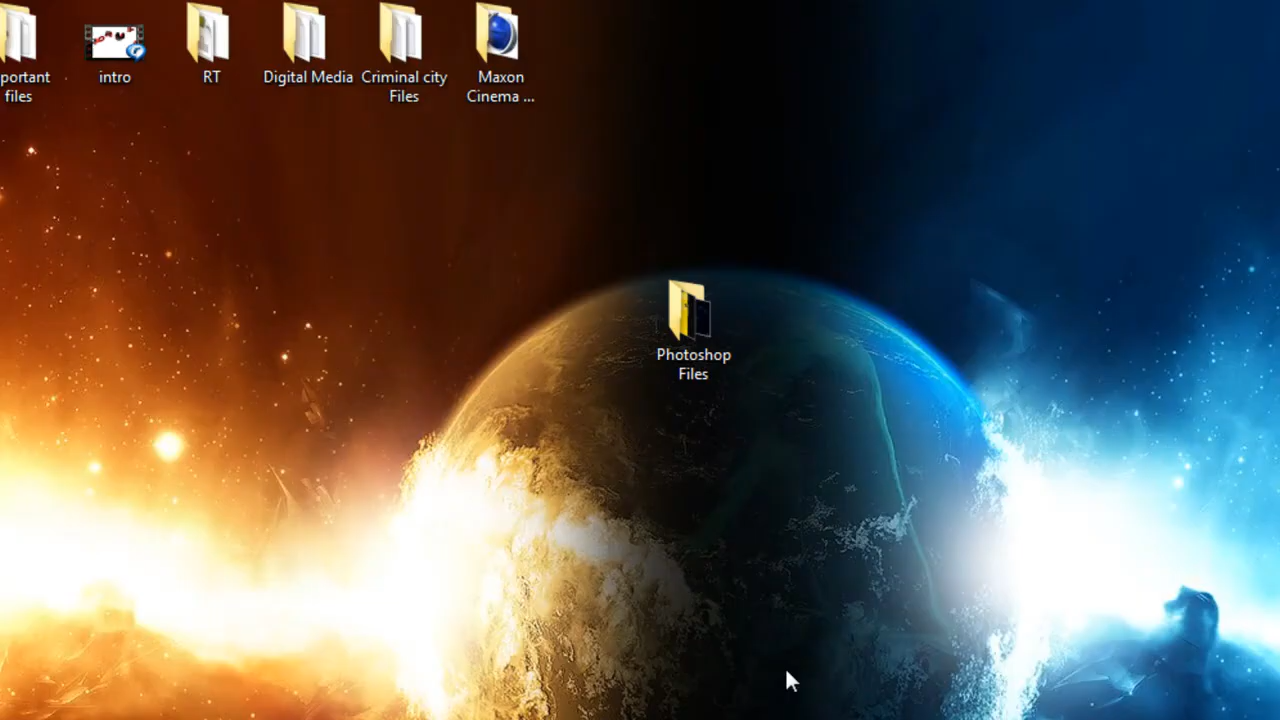 portant
files
intro
RT
Digital Media
Criminal city
Files
Maxon
Cinema ...
Photoshop
Files